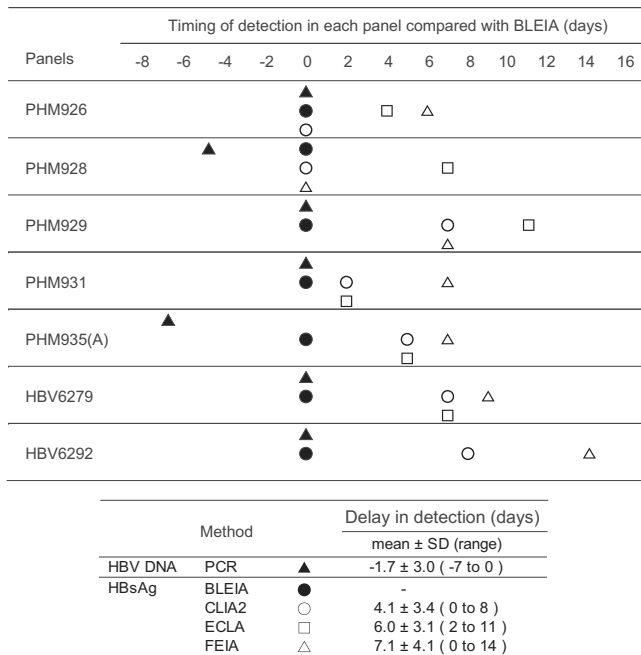 Timing of detection in each panel compared with BLEIA (days)
Panels -8 -6 -4 -2 0 2 4 6 8 10 12 14 16
PHM926
PHM928
PHM929
PHM931
PHM935(A)
HBV6279
HBV6292
Method Delay in detection (days)
mean ± SD (range)
HBV DNA PCR -1.7 ± 3.0 ( -7 to 0 )
HBsAg BLEIA -
CLIA2 4.1 ± 3.4 ( 0 to 8 )
ECLA 6.0 ± 3.1 ( 2 to 11 )
FEIA 7.1 ± 4.1 ( 0 to 14 )